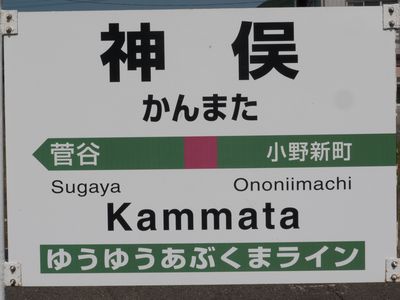 神俣
かんまた
菅谷 小野新町
Sugaya Ononiimachi
Kammata
ゆうゆうあぶくまライン